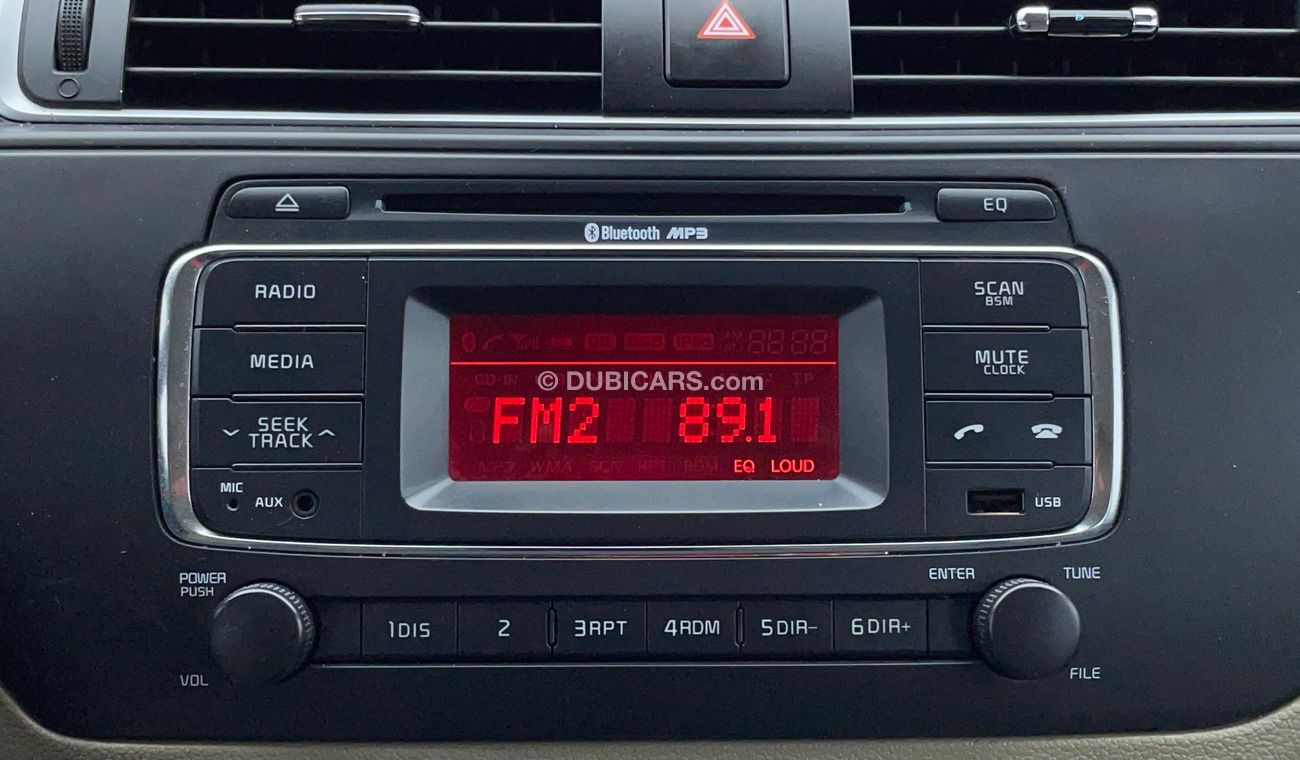 EQ
Bluetooth MP3
RADIO
SCAN
BSM
MEDIA
MUTE
CLOCK
© DUBICARS.com
SEEK
TRACK
FM2 89.1
EQ LOUD
MIC
AUX
USB
POWER
PUSH
ENTER
TUNE
1DIS
2
3RPT
4RDM
5DIR-
6DIR+
VOL
FILE